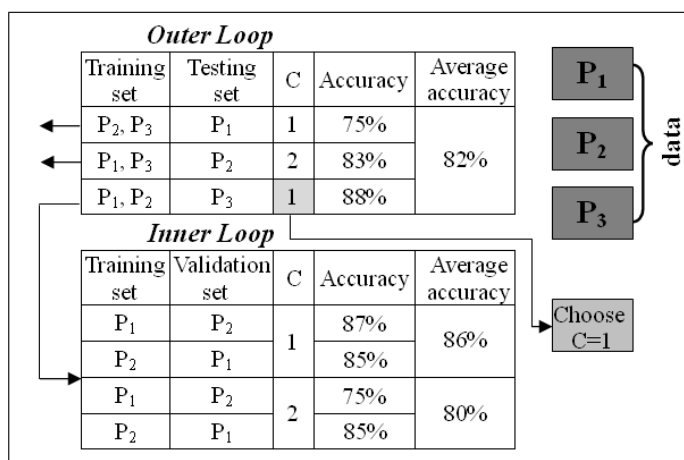 Outer Loop
Training set Testing set C Accuracy Average accuracy
P2, P3 P1 1 75% 82%
P1, P3 P2 2 83%
P1, P2 P3 1 88%
P1
P2
P3
data
Inner Loop
Training set Validation set C Accuracy Average accuracy
P1 P2 1 87% 86%
P2 P1 85%
P1 P2 2 75% 80%
P2 P1 85%
Choose
C=1